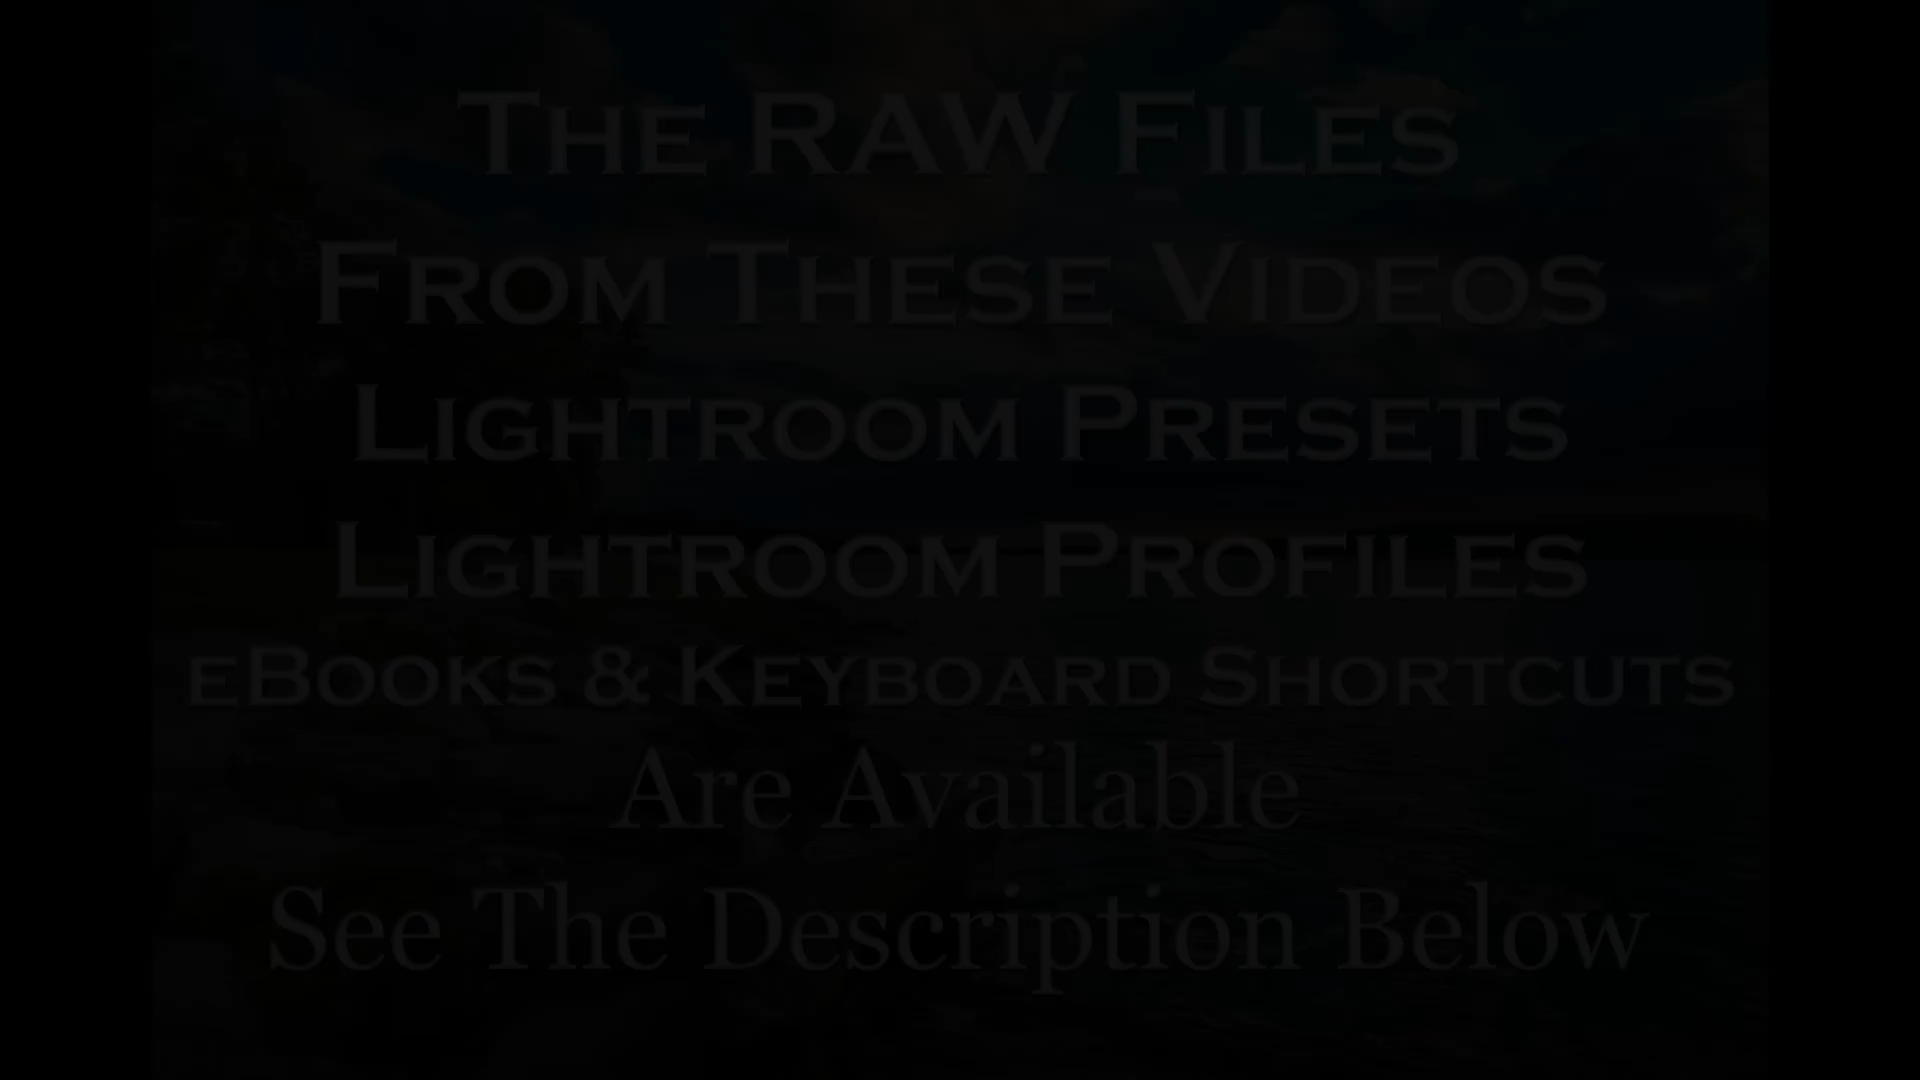 The RAW Files
From These Videos
Lightroom Presets
Lightroom Profiles
eBooks & Keyboard Shortcuts
Are Available
See The Description Below